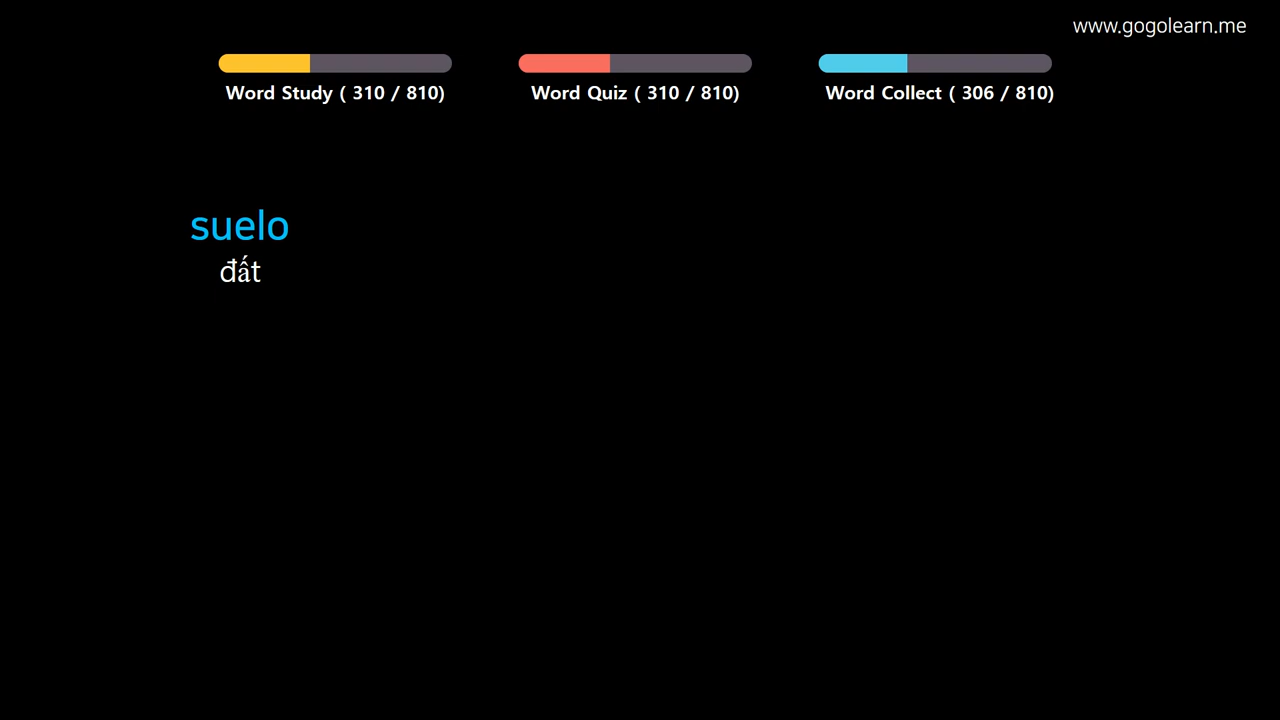 www.gogolearn.me
Word Study ( 310 / 810)
Word Quiz ( 310 / 810)
Word Collect ( 306 / 810)
suelo
đất